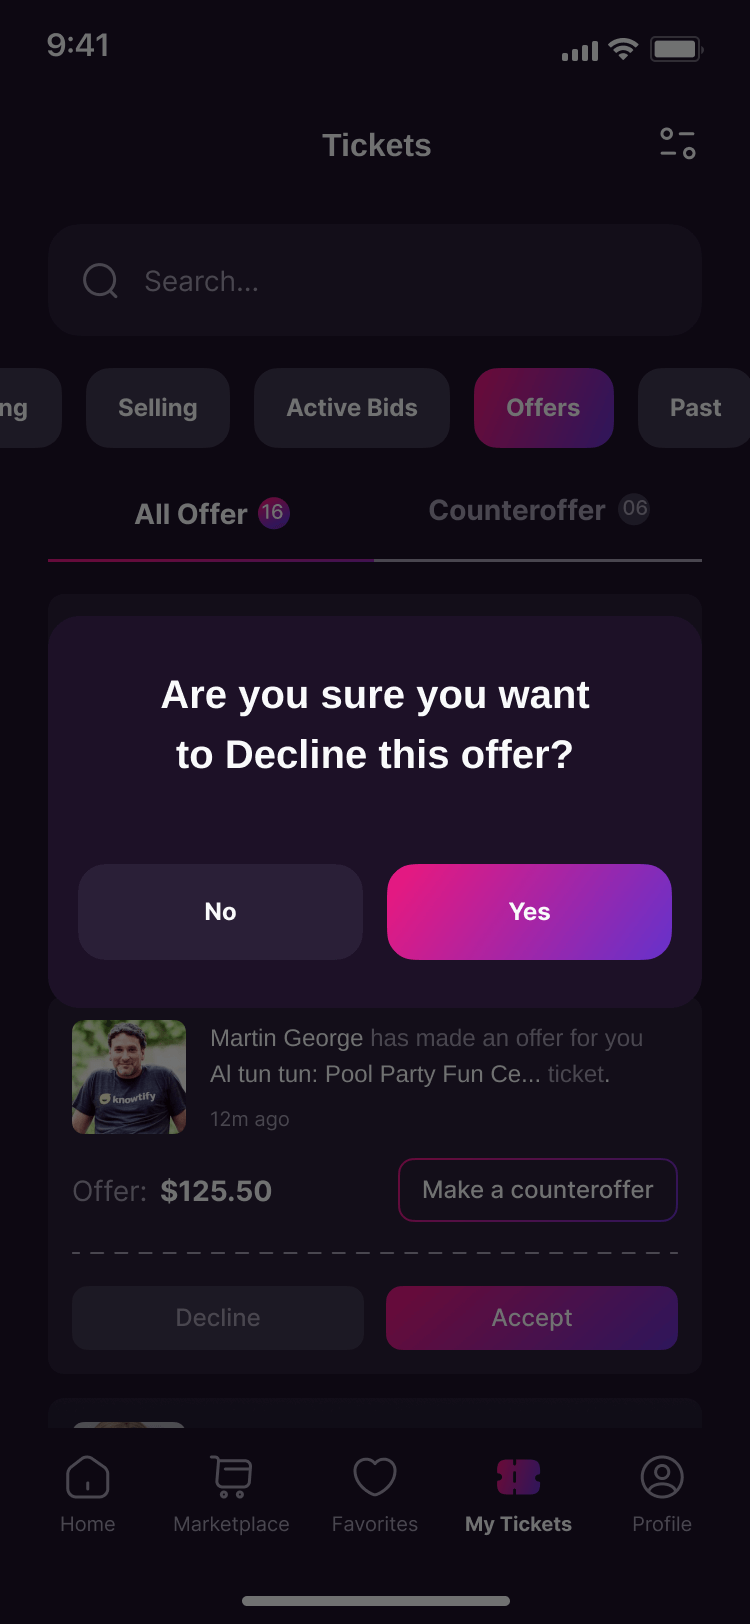 9:41
Tickets
Search...
ng
Selling
Active Bids
Offers
Past
All Offer 16
Counteroffer 06
Are you sure you want
to Decline this offer?
No
Yes
knowtify
Martin George has made an offer for you
Al tun tun: Pool Party Fun Ce... ticket.
12m ago
Offer: $125.50
Make a counteroffer
Decline
Accept
Home
Marketplace
Favorites
My Tickets
Profile